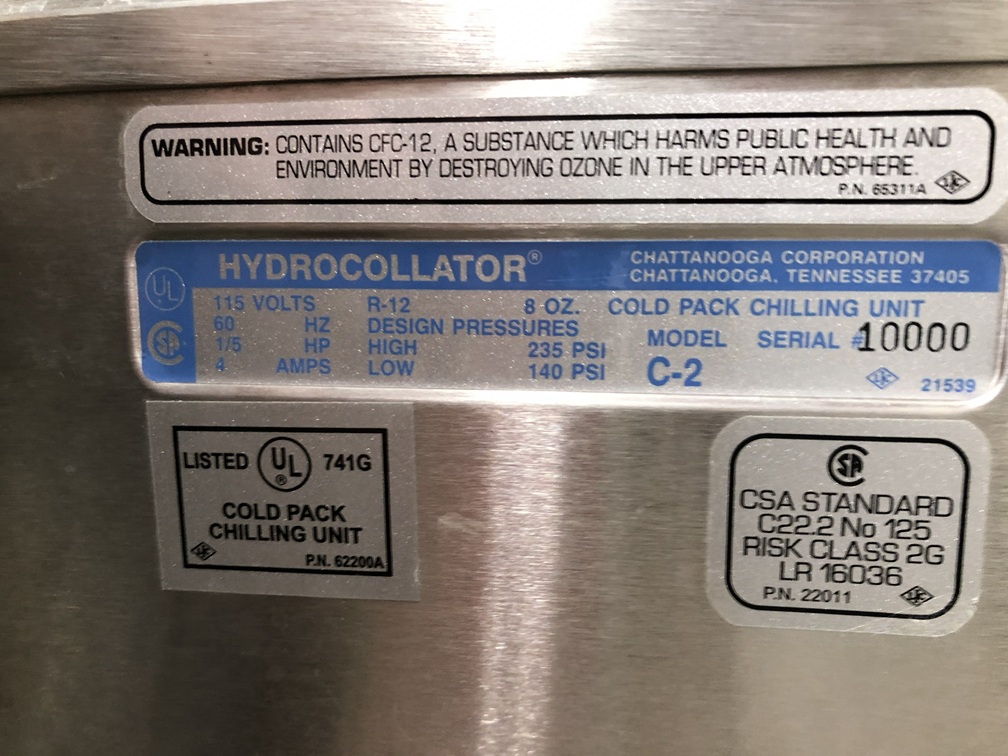 WARNING: CONTAINS CFC-12, A SUBSTANCE WHICH HARMS PUBLIC HEALTH AND
ENVIRONMENT BY DESTROYING OZONE IN THE UPPER ATMOSPHERE.
P.N. 65311A
HYDROCOLLATOR®
CHATTANOOGA CORPORATION
CHATTANOOGA, TENNESSEE 37405
UL
SA
115 VOLTS R-12 8 OZ. COLD PACK CHILLING UNIT
60 HZ DESIGN PRESSURES
1/5 HP HIGH 235 PSI
4 AMPS LOW 140 PSI
MODEL SERIAL #10000
C-2
21539
LISTED UL® 741G
COLD PACK
CHILLING UNIT
P.N. 62200A
SA
CSA STANDARD
C22.2 No 125
RISK CLASS 2G
LR 16036
P.N. 22011